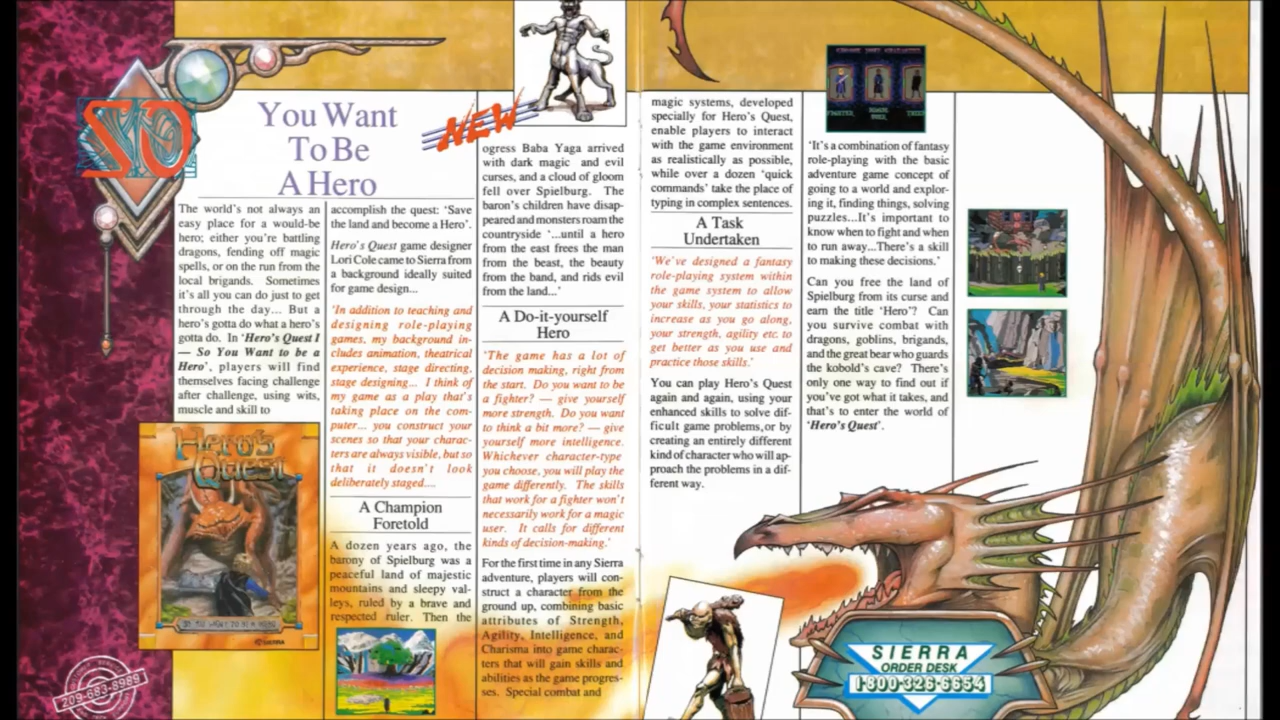 SO
You Want
To Be
A Hero
NEW
The world's not always an
easy place for a would-be
hero; either you're battling
dragons, fending off magic
spells, or on the run from the
local brigands. Sometimes
it's all you can do just to get
through the day... But a
hero's gotta do what a hero's
gotta do. In 'Hero's Quest I
— So You Want to be a
Hero', players will find
themselves facing challenge
after challenge, using wits,
muscle and skill to
Hero's
Quest
SO YOU WANT TO BE A HERO
SIERRA
209-683-8989
accomplish the quest: 'Save
the land and become a Hero'.
Hero's Quest game designer
Lori Cole came to Sierra from
a background ideally suited
for game design...
'In addition to teaching and
designing role-playing
games, my background in-
cludes animation, theatrical
experience, stage directing,
stage designing... I think of
my game as a play that's
taking place on the com-
puter... you construct your
scenes so that your charac-
ters are always visible, but so
that it doesn't look
deliberately staged....
A Champion
Foretold
A dozen years ago, the
barony of Spielburg was a
peaceful land of majestic
mountains and sleepy val-
leys, ruled by a brave and
respected ruler. Then the
ogress Baba Yaga arrived
with dark magic and evil
curses, and a cloud of gloom
fell over Spielburg. The
baron's children have disap-
peared and monsters roam the
countryside '...until a hero
from the east frees the man
from the beast, the beauty
from the band, and rids evil
from the land...'
A Do-it-yourself
Hero
'The game has a lot of
decision making, right from
the start. Do you want to be
a fighter? — give yourself
more strength. Do you want
to think a bit more? — give
yourself more intelligence.
Whichever character-type
you choose, you will play the
game differently. The skills
that work for a fighter won't
necessarily work for a magic
user. It calls for different
kinds of decision-making.'
For the first time in any Sierra
adventure, players will con-
struct a character from the
ground up, combining basic
attributes of Strength,
Agility, Intelligence, and
Charisma into game charac-
ters that will gain skills and
abilities as the game progres-
ses. Special combat and
magic systems, developed
specially for Hero's Quest,
enable players to interact
with the game environment
as realistically as possible,
while over a dozen 'quick
commands' take the place of
typing in complex sentences.
A Task
Undertaken
'We've designed a fantasy
role-playing system within
the game system to allow
your skills, your statistics to
increase as you go along,
your strength, agility etc. to
get better as you use and
practice those skills.'
You can play Hero's Quest
again and again, using your
enhanced skills to solve dif-
ficult game problems, or by
creating an entirely different
kind of character who will ap-
proach the problems in a dif-
ferent way.
FIGHTER
MAGIC
USER
THIEF
'It's a combination of fantasy
role-playing with the basic
adventure game concept of
going to a world and explor-
ing it, finding things, solving
puzzles...It's important to
know when to fight and when
to run away...There's a skill
to making these decisions.'
Can you free the land of
Spielburg from its curse and
earn the title 'Hero'? Can
you survive combat with
dragons, goblins, brigands,
and the great bear who guards
the kobold's cave? There's
only one way to find out if
you've got what it takes, and
that's to enter the world of
'Hero's Quest'.
SIERRA
ORDER DESK
1-800-326-6654